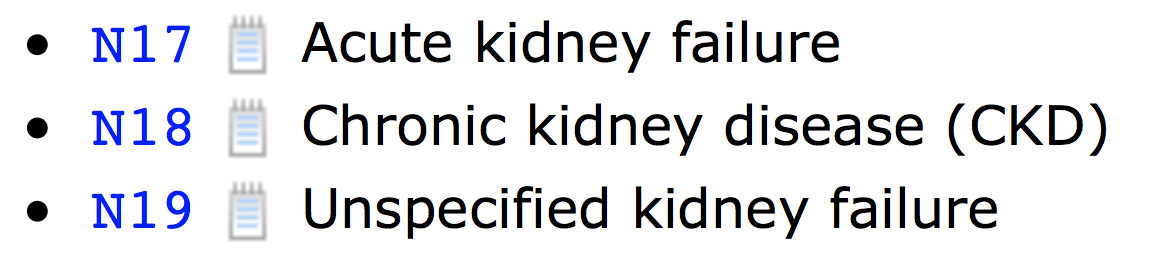 • N17 Acute kidney failure
• N18 Chronic kidney disease (CKD)
• N19 Unspecified kidney failure